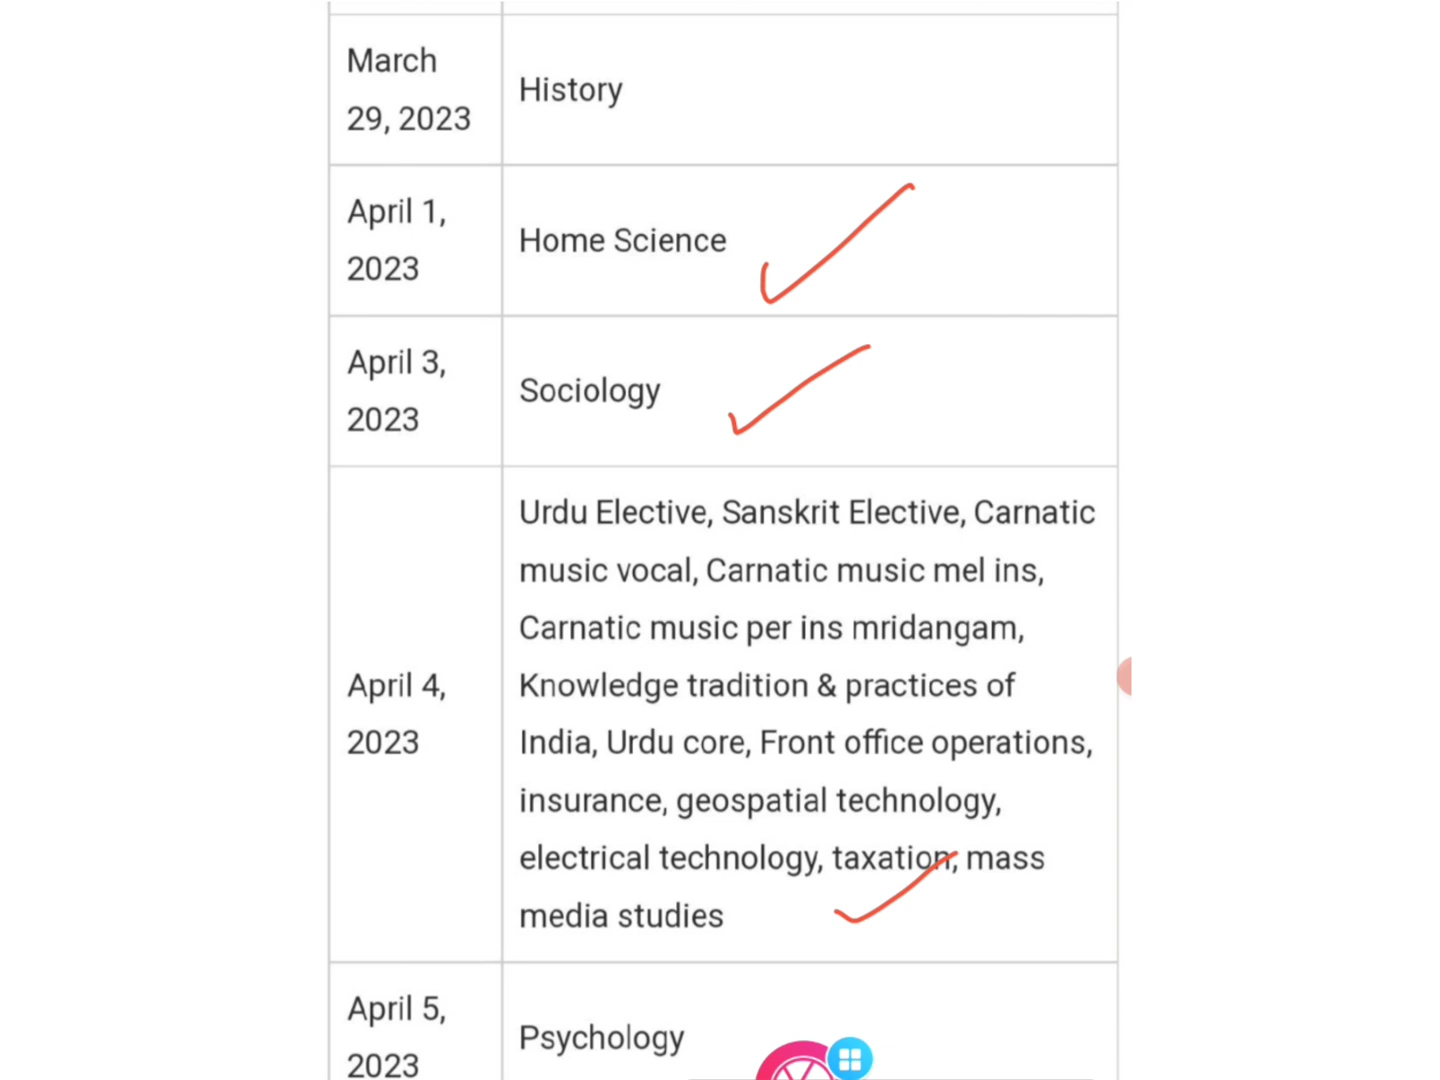 March
29, 2023
History
April 1,
2023
Home Science
April 3,
2023
Sociology
April 4,
2023
Urdu Elective, Sanskrit Elective, Carnatic
music vocal, Carnatic music mel ins,
Carnatic music per ins mridangam,
Knowledge tradition & practices of
India, Urdu core, Front office operations,
insurance, geospatial technology,
electrical technology, taxation, mass
media studies
April 5,
2023
Psychology